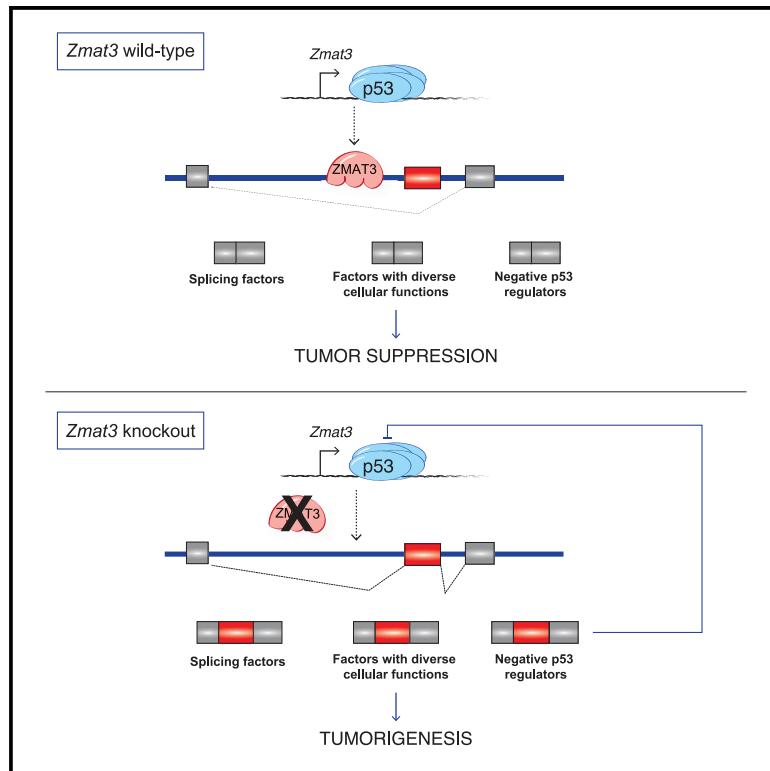 Zmat3 wild-type
Zmat3
p53
ZMAT3
Splicing factors
Factors with diverse
cellular functions
Negative p53
regulators
TUMOR SUPPRESSION
Zmat3 knockout
Zmat3
p53
ZMAT3
Splicing factors
Factors with diverse
cellular functions
Negative p53
regulators
TUMORIGENESIS